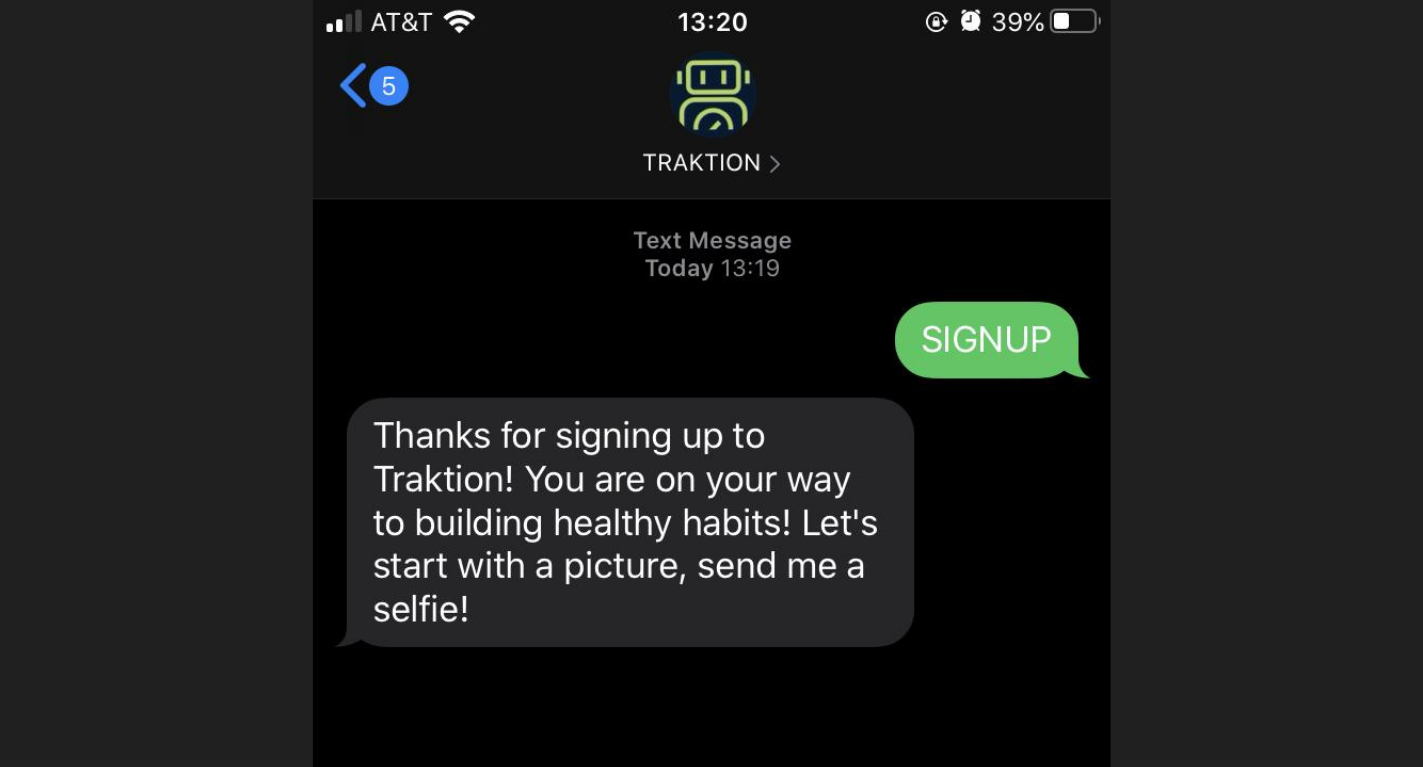 AT&T 13:20 39%
5
TRAKTION
Text Message
Today 13:19
SIGNUP
Thanks for signing up to
Traktion! You are on your way
to building healthy habits! Let's
start with a picture, send me a
selfie!